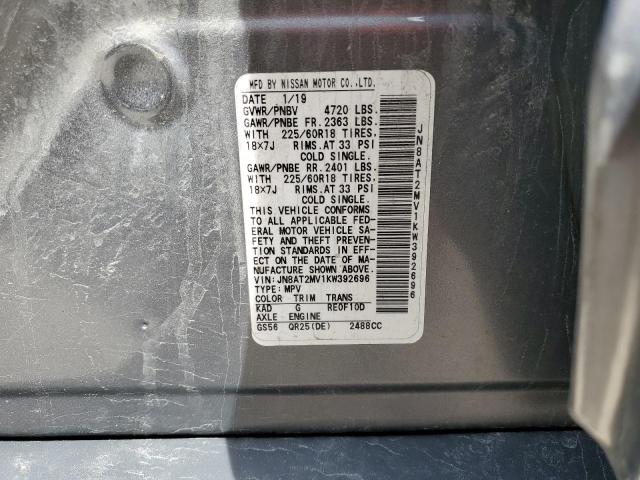 MFD BY NISSAN MOTOR CO.,LTD.
DATE 1/19
GVWR/PNBV 4720 LBS.
GAWR/PNBE FR. 2363 LBS.
WITH 225/60R18 TIRES,
18×7J RIMS.AT 33 PSI
COLD SINGLE.
GAWR/PNBE RR. 2401 LBS.
WITH 225/60R18 TIRES,
18×7J RIMS.AT 33 PSI
COLD SINGLE.
THIS VEHICLE CONFORMS
TO ALL APPLICABLE FED-
ERAL MOTOR VEHICLE SA-
FETY AND THEFT PREVEN-
TION STANDARDS IN EFF-
ECT ON THE DATE OF MA-
NUFACTURE SHOWN ABOVE.
VIN: JN8AT2MV1KW392696
TYPE: MPV
COLOR TRIM TRANS
KAD G RE0F10D
AXLE ENGINE
GS56 QR25(DE) 2488CC
JN8AT2MV1KW392696